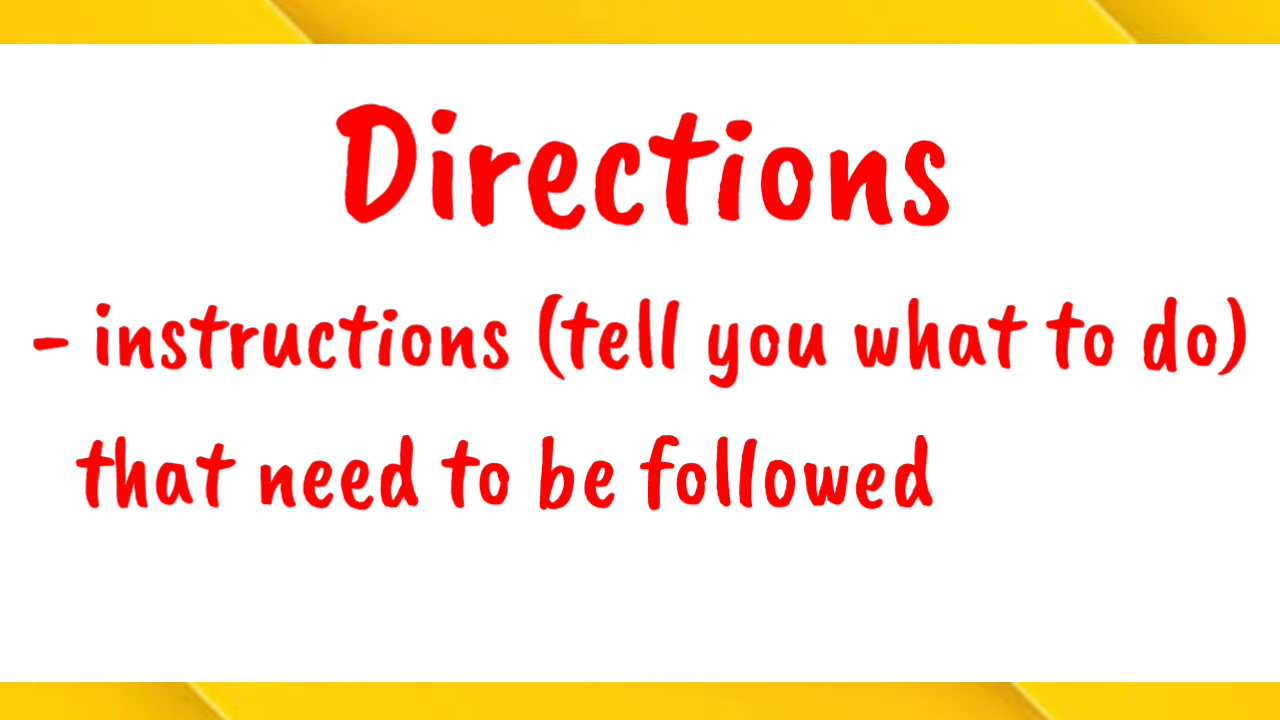 Directions
- instructions (tell you what to do)
that need to be followed